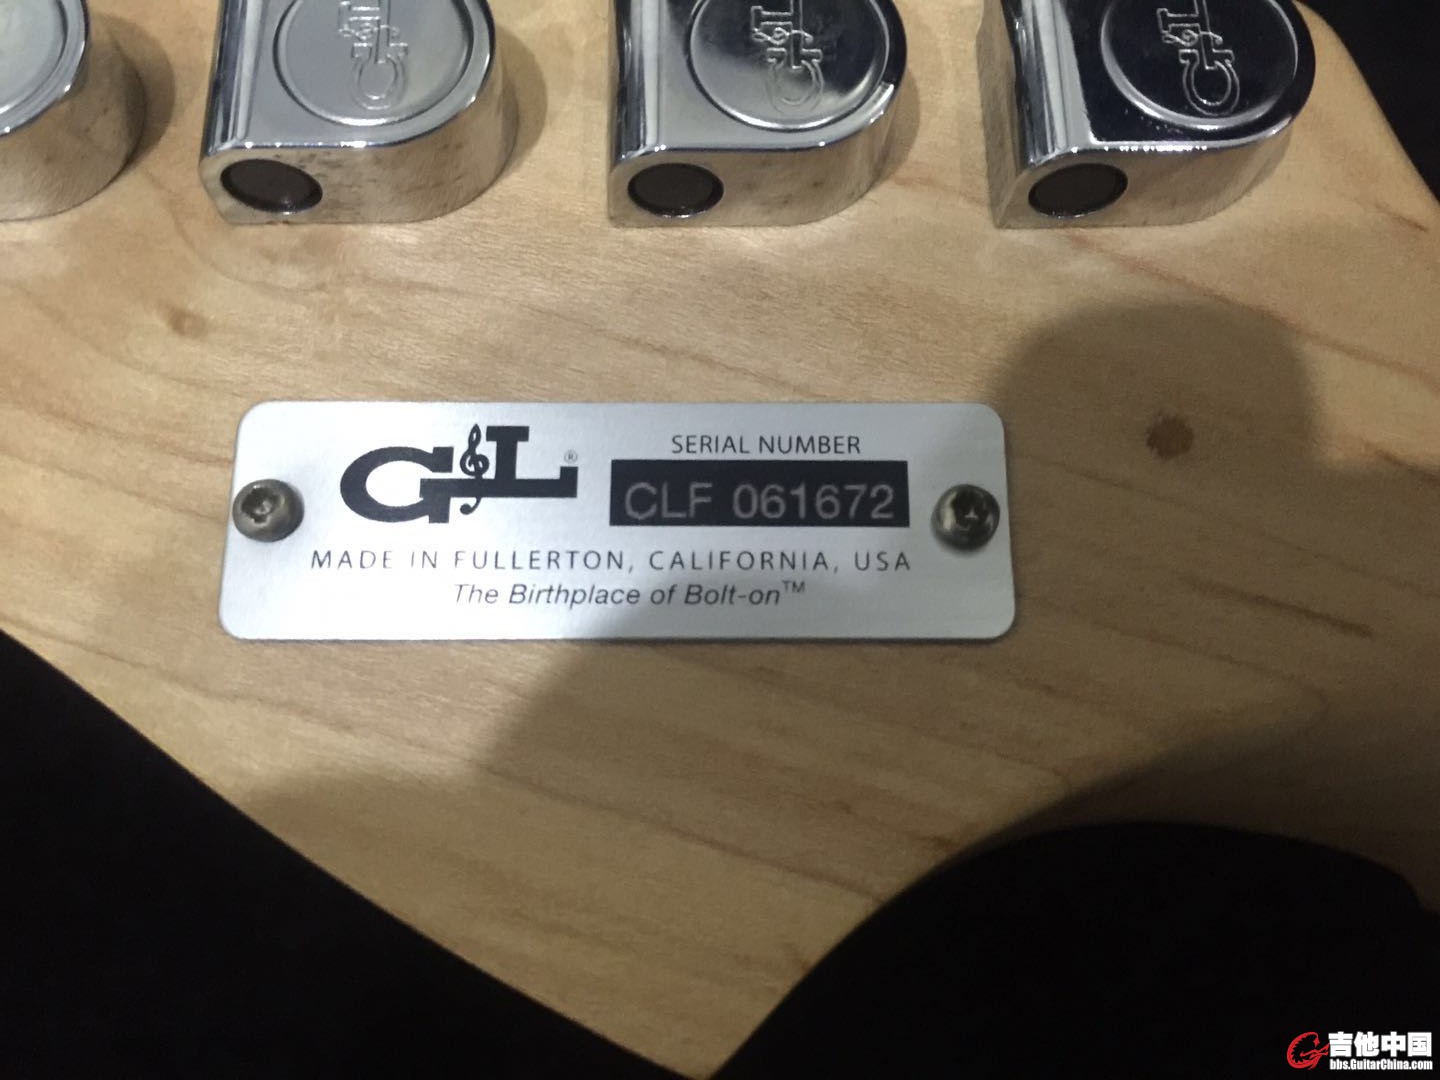 G&L
G&L
G&L
G&L®
SERIAL NUMBER
CLF 061672
MADE IN FULLERTON, CALIFORNIA, USA
The Birthplace of Bolt-on™
吉他中国
bbs.GuitarChina.com